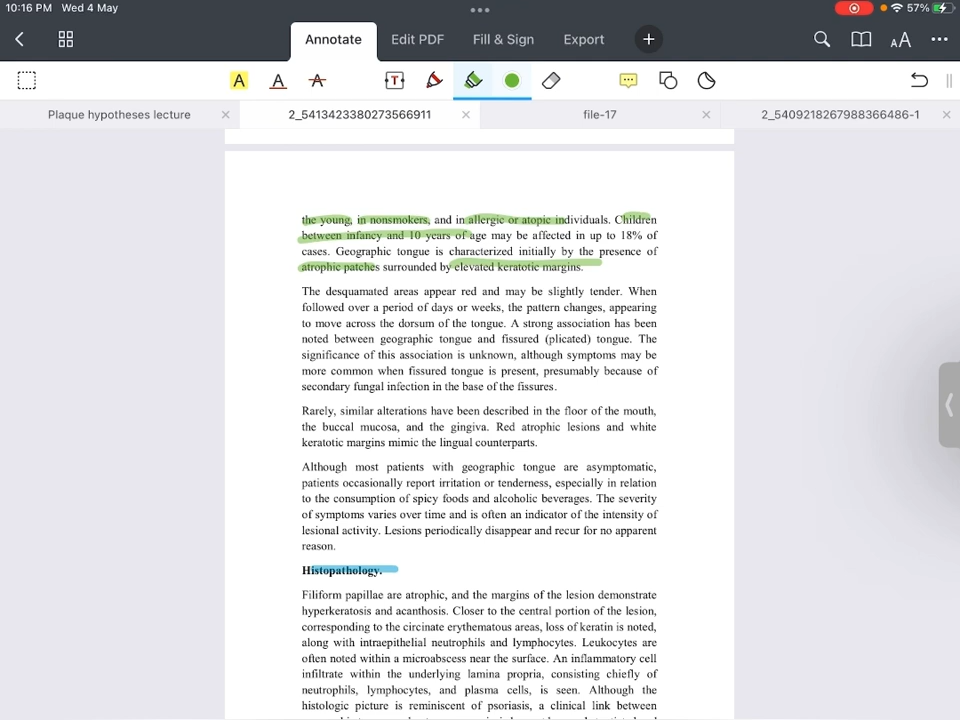 10:16 PM Wed 4 May
57%
Annotate Edit PDF Fill & Sign Export
AA
A A A T
Plaque hypotheses lecture 2_5413423380273566911 file-17 2_5409218267988366486-1
the young, in nonsmokers, and in allergic or atopic individuals. Children
between infancy and 10 years of age may be affected in up to 18% of
cases. Geographic tongue is characterized initially by the presence of
atrophic patches surrounded by elevated keratotic margins.
The desquamated areas appear red and may be slightly tender. When
followed over a period of days or weeks, the pattern changes, appearing
to move across the dorsum of the tongue. A strong association has been
noted between geographic tongue and fissured (plicated) tongue. The
significance of this association is unknown, although symptoms may be
more common when fissured tongue is present, presumably because of
secondary fungal infection in the base of the fissures.
Rarely, similar alterations have been described in the floor of the mouth,
the buccal mucosa, and the gingiva. Red atrophic lesions and white
keratotic margins mimic the lingual counterparts.
Although most patients with geographic tongue are asymptomatic,
patients occasionally report irritation or tenderness, especially in relation
to the consumption of spicy foods and alcoholic beverages. The severity
of symptoms varies over time and is often an indicator of the intensity of
lesional activity. Lesions periodically disappear and recur for no apparent
reason.
Histopathology.
Filiform papillae are atrophic, and the margins of the lesion demonstrate
hyperkeratosis and acanthosis. Closer to the central portion of the lesion,
corresponding to the circinate erythematous areas, loss of keratin is noted,
along with intraepithelial neutrophils and lymphocytes. Leukocytes are
often noted within a microabscess near the surface. An inflammatory cell
infiltrate within the underlying lamina propria, consisting chiefly of
neutrophils, lymphocytes, and plasma cells, is seen. Although the
histologic picture is reminiscent of psoriasis, a clinical link between